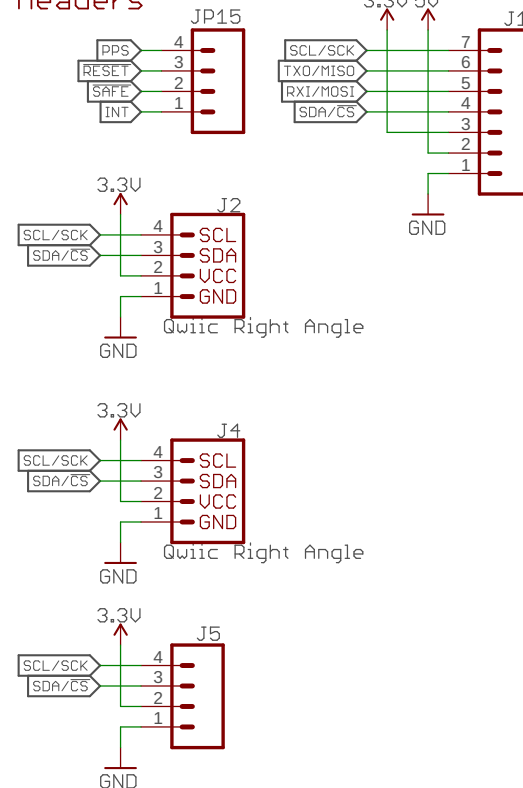 Headers
JP15
PPS 4
RESET 3
SAFE 2
INT 1
3.3V 5V
J1
SCL/SCK 7
TXO/MISO 6
RXI/MOSI 5
SDA/CS 4
3
2
1
GND
3.3V
J2
SCL/SCK 4 SCL
SDA/CS 3 SDA
2 VCC
1 GND
Qwiic Right Angle
GND
3.3V
J4
SCL/SCK 4 SCL
SDA/CS 3 SDA
2 VCC
1 GND
Qwiic Right Angle
GND
3.3V
J5
SCL/SCK 4
SDA/CS 3
2
1
GND